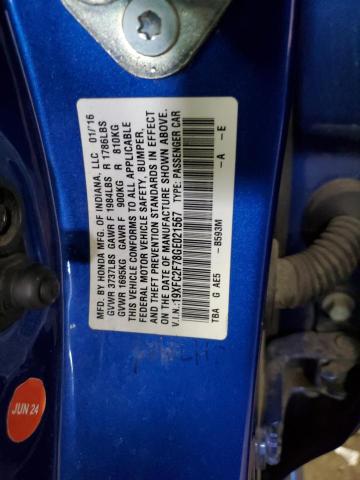 MFD. BY HONDA MFG. OF INDIANA, LLC 01/16
GVWR 3737LBS GAWR F 1984LBS R 1786LBS
GVWR 1695KG GAWR F 900KG R 810KG
THIS VEHICLE CONFORMS TO ALL APPLICABLE
FEDERAL MOTOR VEHICLE SAFETY, BUMPER,
AND THEFT PREVENTION STANDARDS IN EFFECT
ON THE DATE OF MANUFACTURE SHOWN ABOVE.
V.I.N.:19XFC2F78GE021567 TYPE: PASSENGER CAR
TBA G AE5 -B593M -A -E
JUN 24